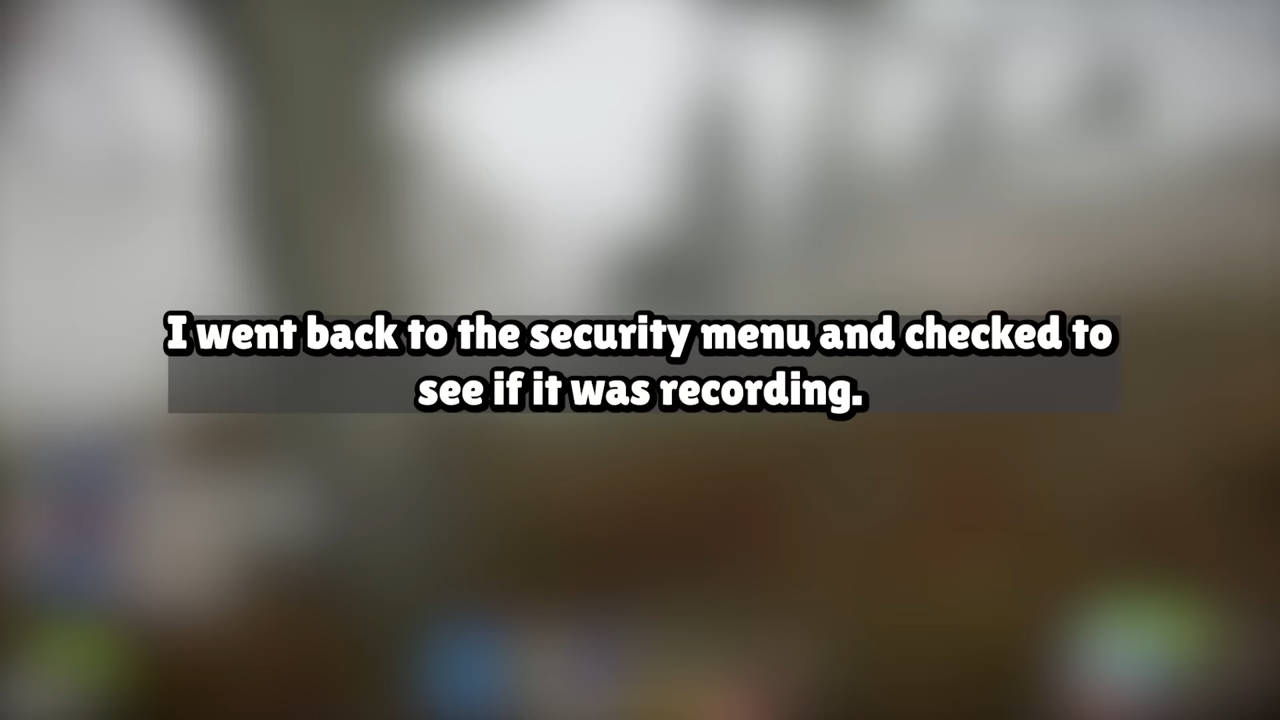 I went back to the security menu and checked to
see if it was recording.